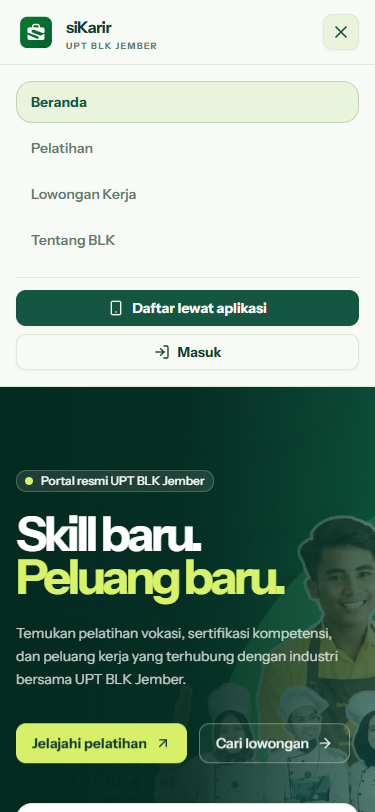 siKarir
UPT BLK JEMBER
Beranda
Pelatihan
Lowongan Kerja
Tentang BLK
Daftar lewat aplikasi
Masuk
Portal resmi UPT BLK Jember
Skill baru.
Peluang baru.
Temukan pelatihan vokasi, sertifikasi kompetensi,
dan peluang kerja yang terhubung dengan industri
bersama UPT BLK Jember.
Jelajahi pelatihan
Cari lowongan